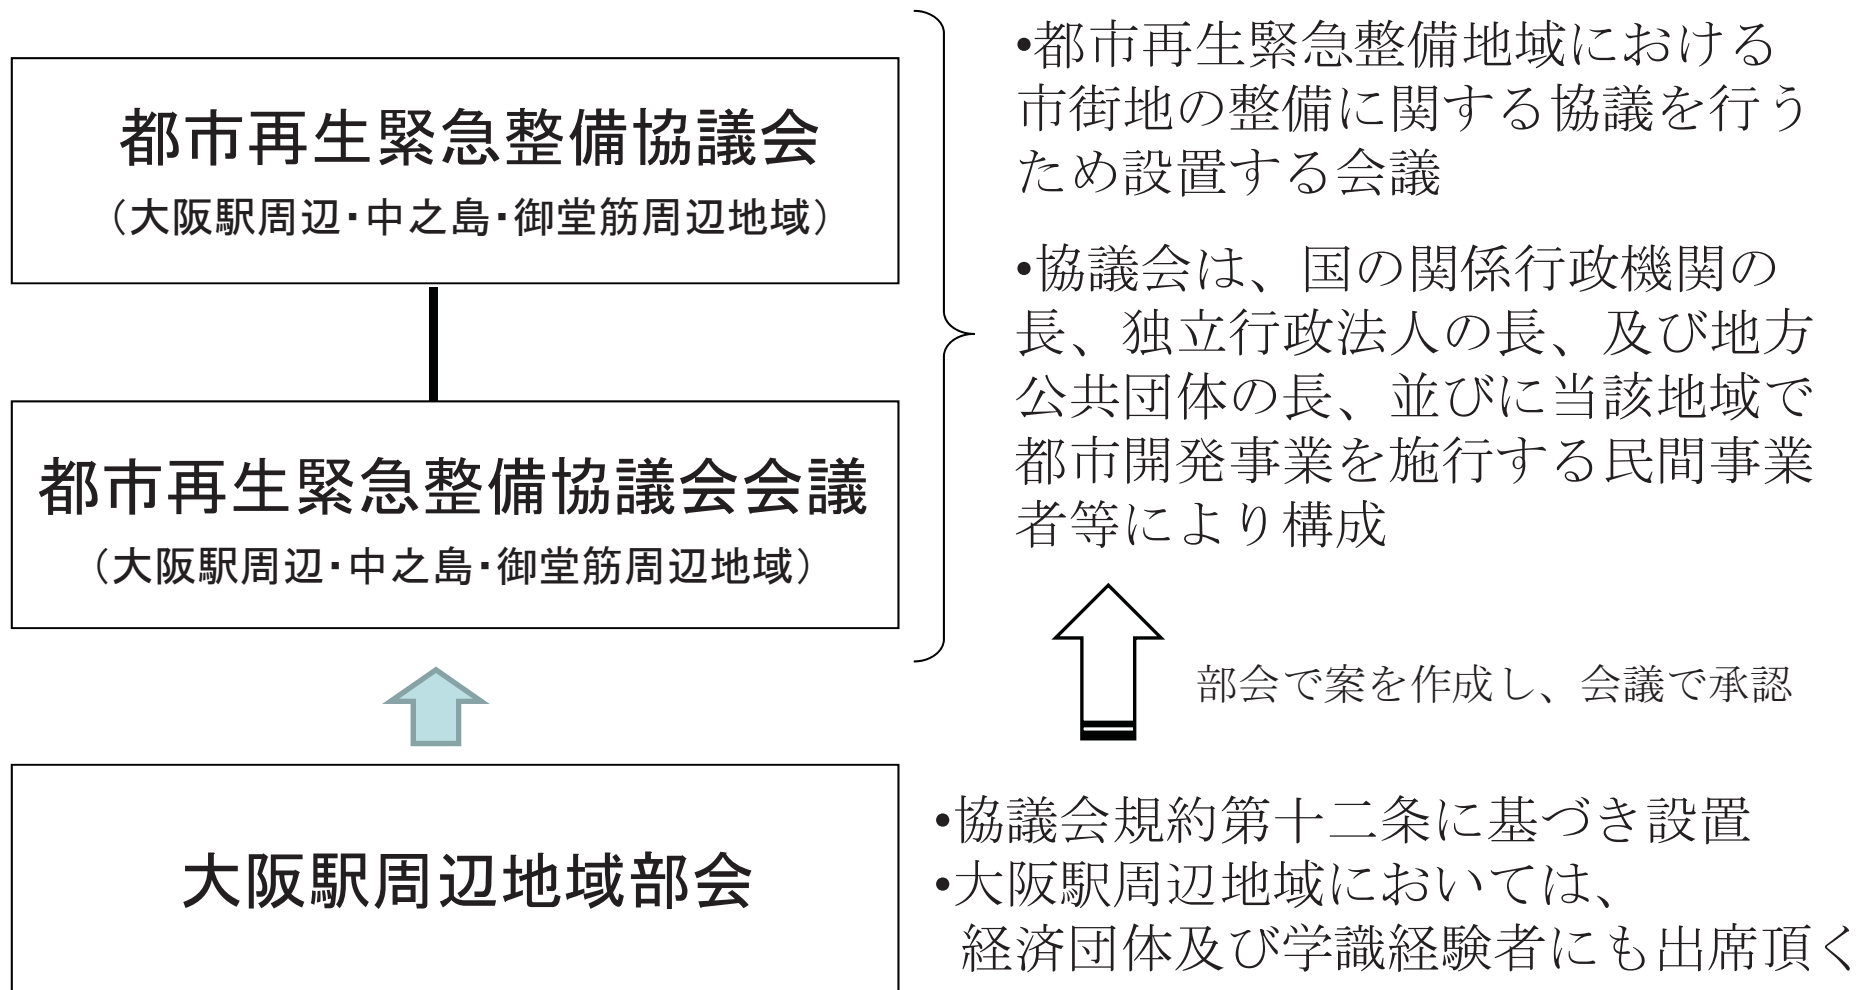 都市再生緊急整備協議会
（大阪駅周辺・中之島・御堂筋周辺地域）
都市再生緊急整備協議会会議
（大阪駅周辺・中之島・御堂筋周辺地域）
大阪駅周辺地域部会
•都市再生緊急整備地域における
市街地の整備に関する協議を行う
ため設置する会議
•協議会は、国の関係行政機関の
長、独立行政法人の長、及び地方
公共団体の長、並びに当該地域で
都市開発事業を施行する民間事業
者等により構成
部会で案を作成し、会議で承認
•協議会規約第十二条に基づき設置
•大阪駅周辺地域においては、
経済団体及び学識経験者にも出席頂く